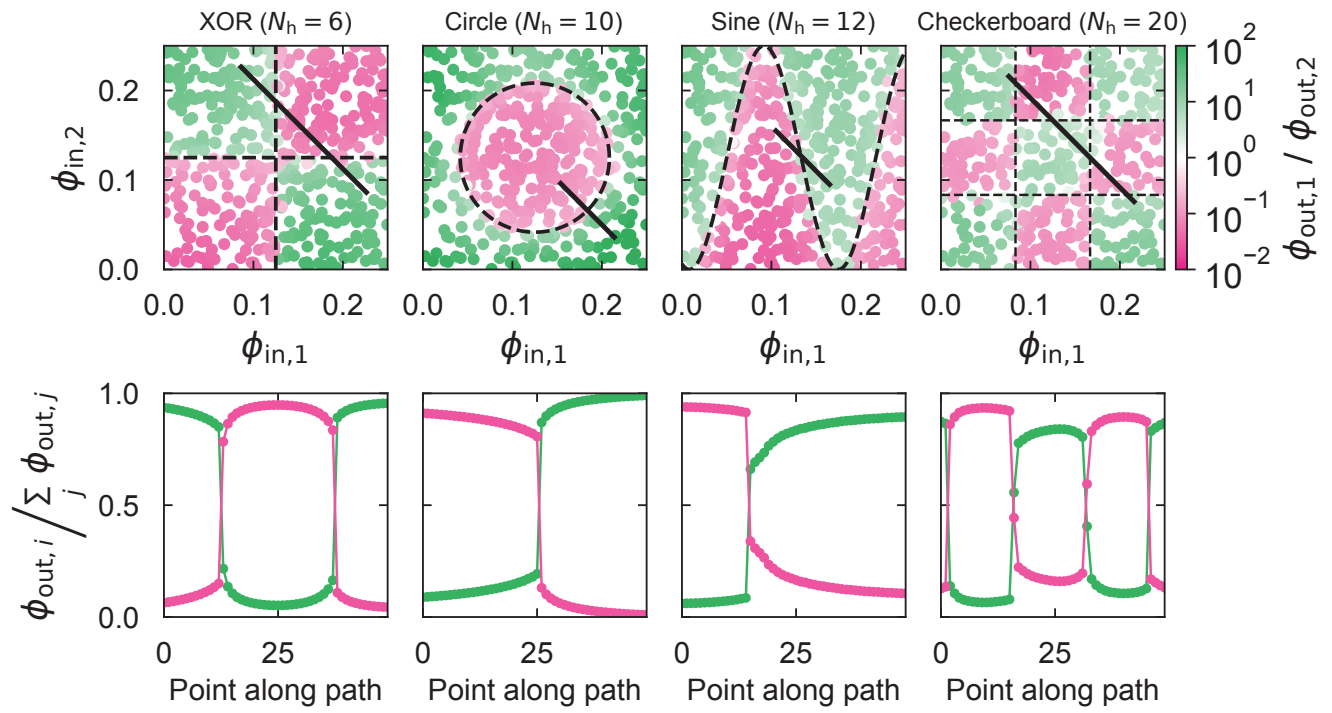 XOR (N_h = 6) Circle (N_h = 10) Sine (N_h = 12) Checkerboard (N_h = 20)
ϕ_in,2
0.2
0.1
0.0
10^2
10^1
10^0
10^−1
10^−2
ϕ_out,1 / ϕ_out,2
0.0 0.1 0.2 0.0 0.1 0.2 0.0 0.1 0.2 0.0 0.1 0.2
ϕ_in,1 ϕ_in,1 ϕ_in,1 ϕ_in,1
ϕ_out, i / Σ_j ϕ_out, j
1.0
0.5
0.0
0 25 0 25 0 25 0 25
Point along path Point along path Point along path Point along path